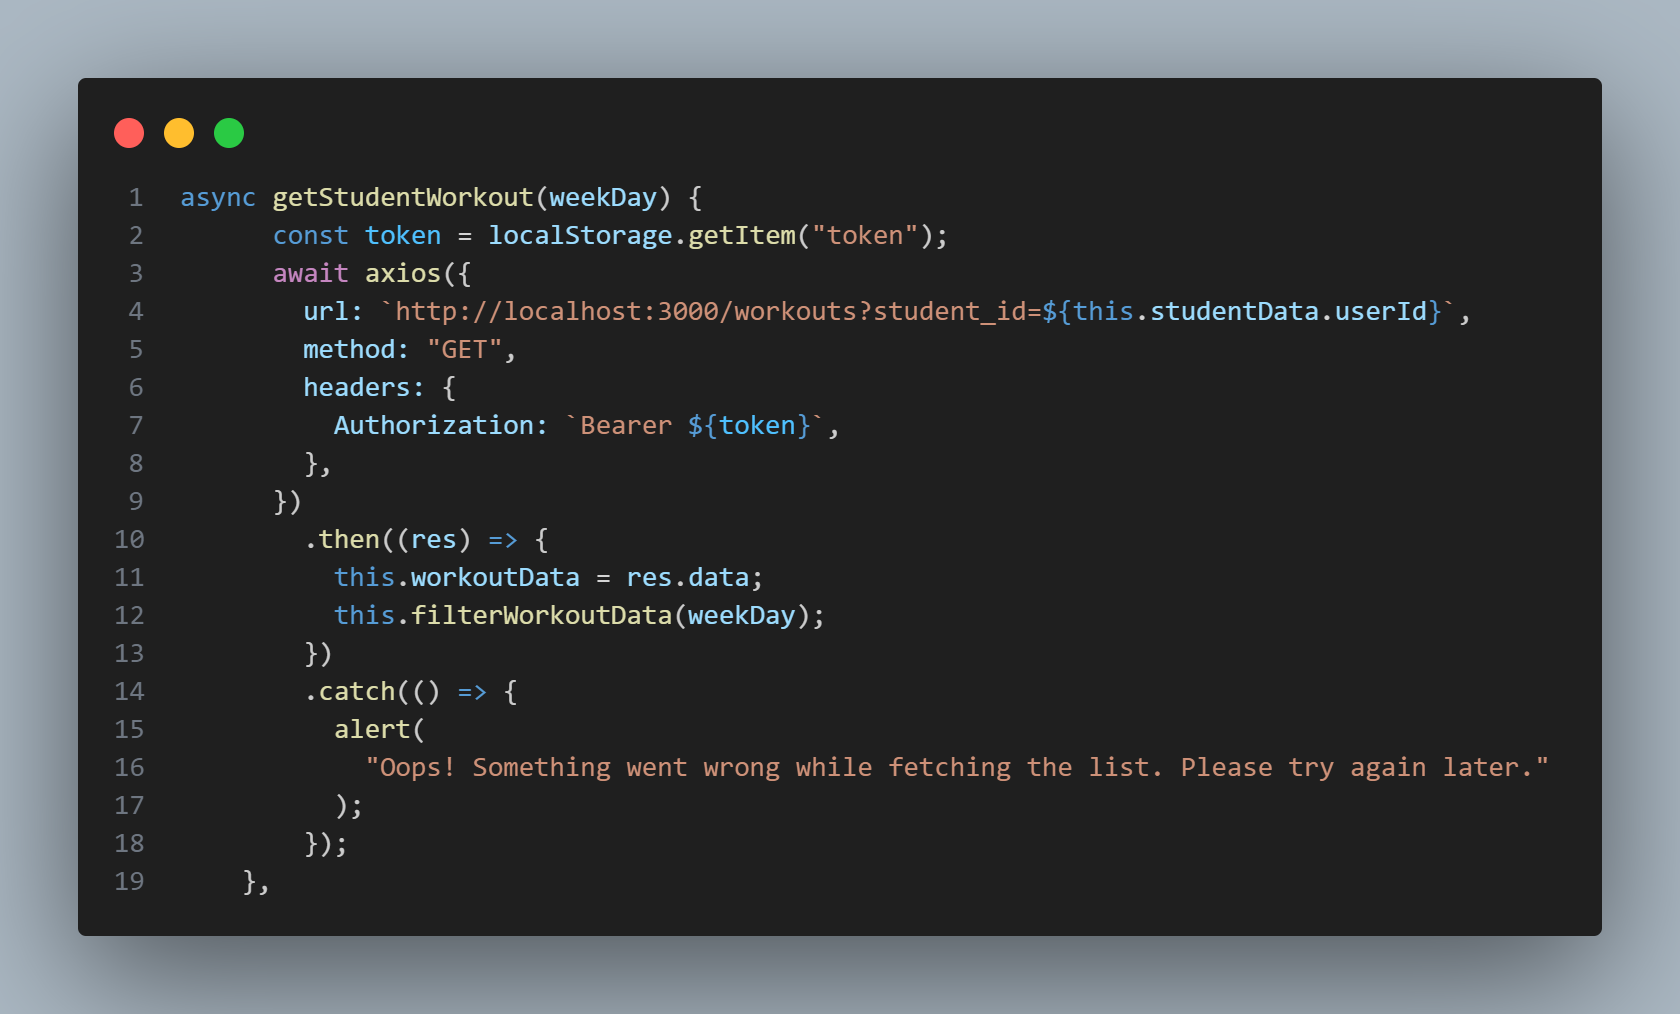 1 async getStudentWorkout(weekDay) {
2 const token = localStorage.getItem("token");
3 await axios({
4 url: `http://localhost:3000/workouts?student_id=${this.studentData.userId}`,
5 method: "GET",
6 headers: {
7 Authorization: `Bearer ${token}`,
8 },
9 })
10 .then((res) => {
11 this.workoutData = res.data;
12 this.filterWorkoutData(weekDay);
13 })
14 .catch(() => {
15 alert(
16 "Oops! Something went wrong while fetching the list. Please try again later."
17 );
18 });
19 },